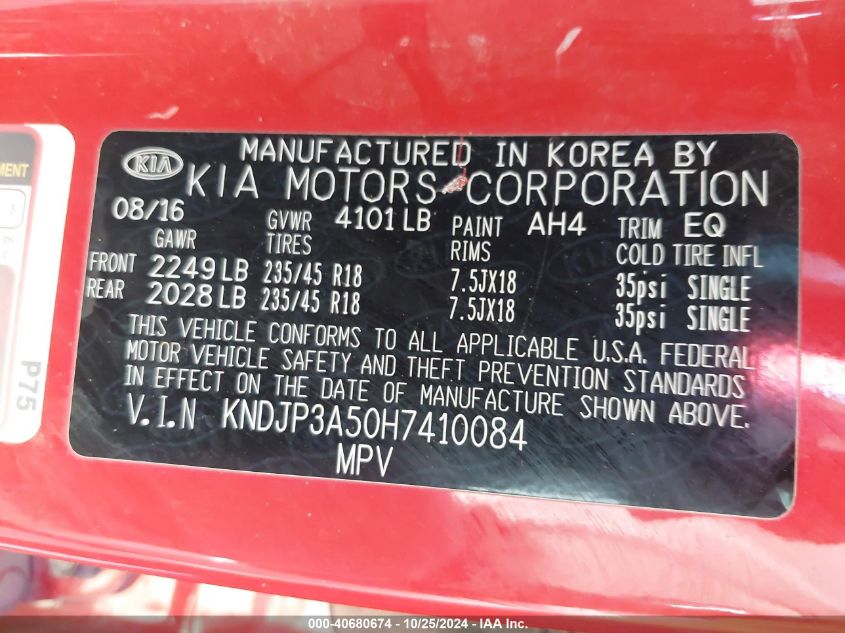 MENT
P75
KIA MANUFACTURED IN KOREA BY
KIA MOTORS CORPORATION
08/16 GVWR 4101 LB PAINT AH4 TRIM EQ
GAWR TIRES RIMS COLD TIRE INFL
FRONT 2249 LB 235/45 R18 7.5JX18 35psi SINGLE
REAR 2028 LB 235/45 R18 7.5JX18 35psi SINGLE
THIS VEHICLE CONFORMS TO ALL APPLICABLE U.S.A. FEDERAL
MOTOR VEHICLE SAFETY AND THEFT PREVENTION STANDARDS
IN EFFECT ON THE DATE OF MANUFACTURE SHOWN ABOVE.
V.I.N KNDJP3A50H7410084
MPV
000-40680674 - 10/25/2024 - IAA Inc.